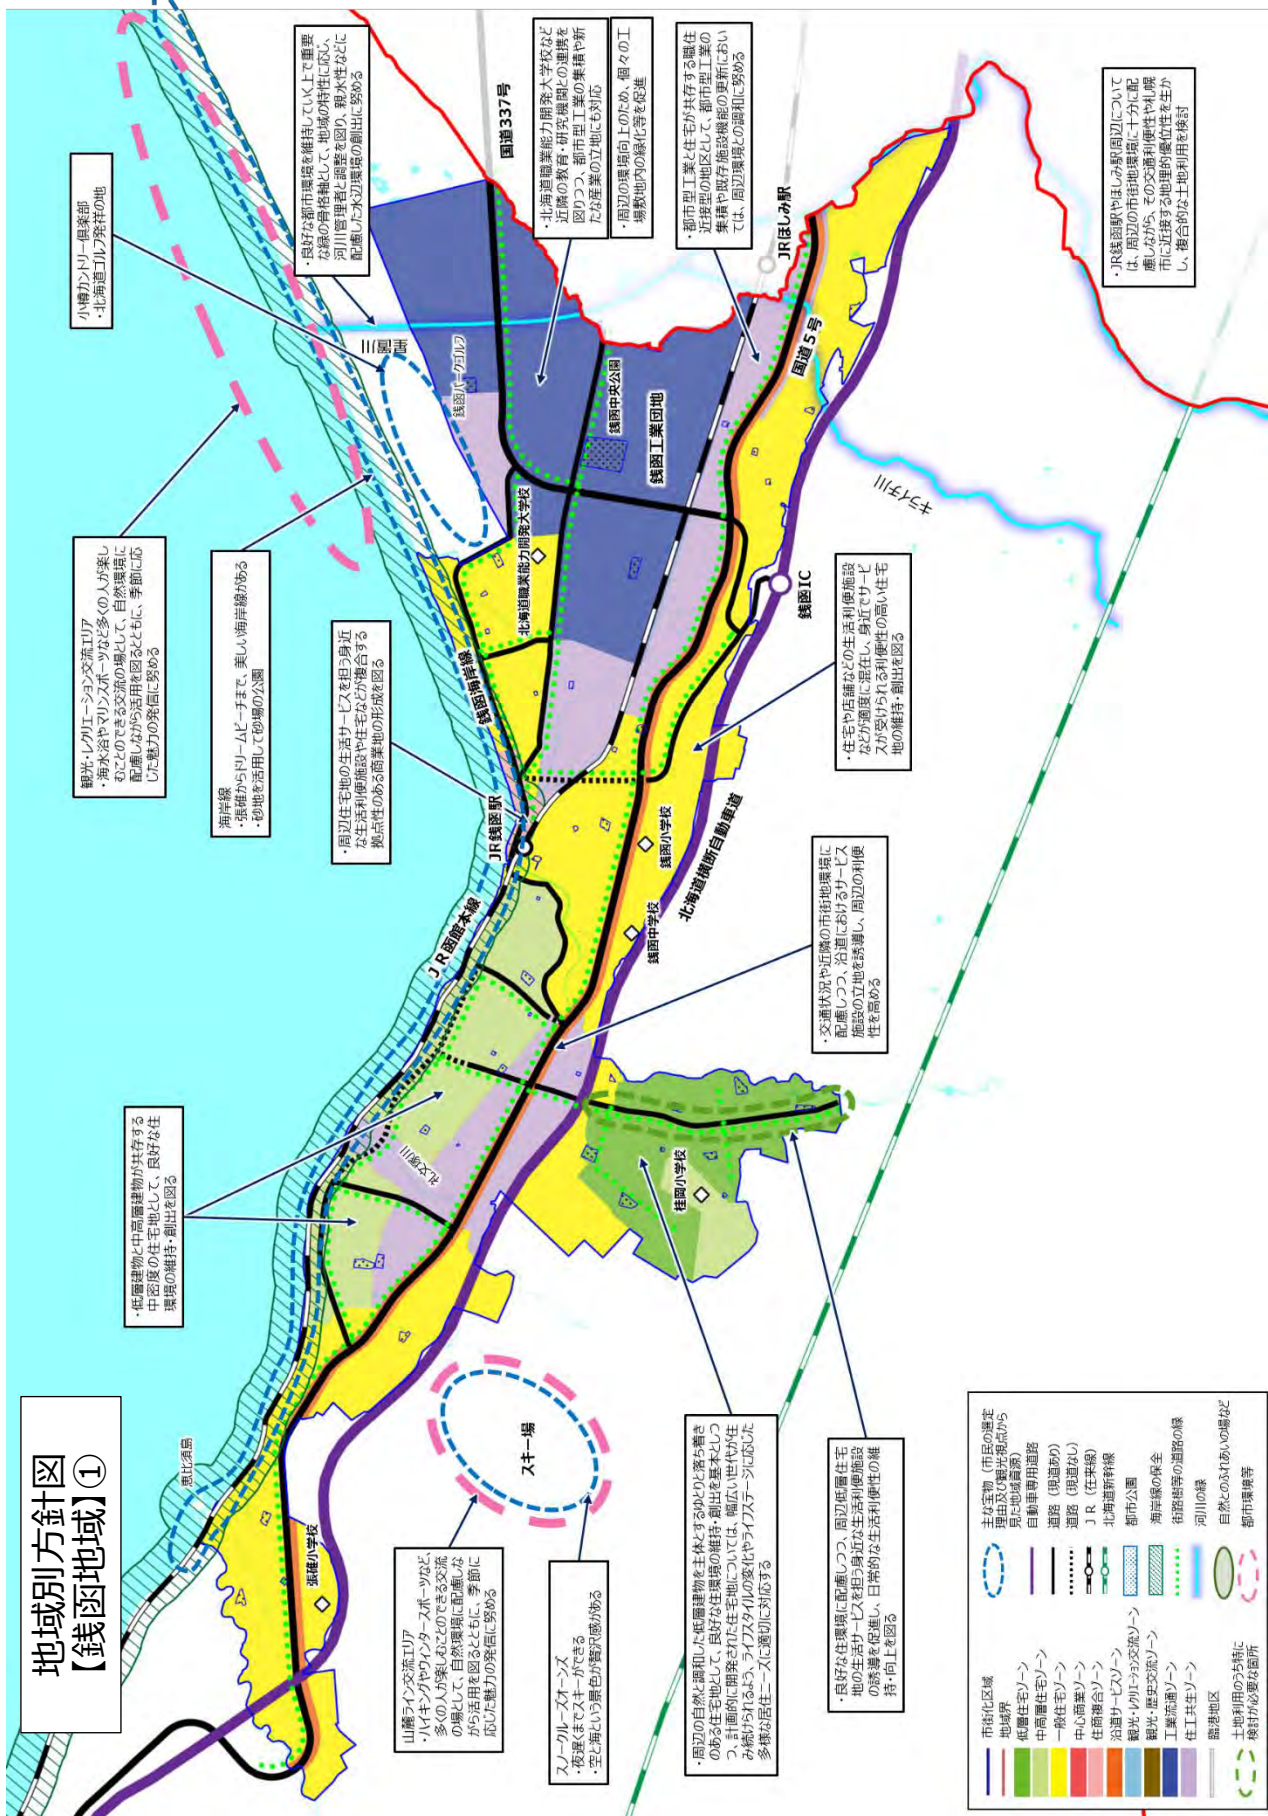 地域別方針図
【銭函地域】①
小樽カントリー倶楽部
・北海道ゴルフ発祥の地
・良好な都市環境を維持していく上で重要
な緑の骨格軸として、地域の特性に応じ、
河川管理者と調整を図り、親水性などに
配慮した水辺環境の創出に努める
国道337号
・北海道職業能力開発大学校など
近隣の教育・研究機関との連携を
図りつつ、都市型工業の集積や新
たな産業の立地にも対応
・周辺の環境向上のため、個々の工
場敷地内の緑化等を促進
・都市型工業と住宅が共存する職住
近接型の地区として、都市型工業の
集積や既存施設機能の更新におい
ては、周辺環境との調和に努める
JRほしみ駅
・JR銭函駅やほしみ駅周辺について
は、周辺の市街地環境に十分に配
慮しながら、その交通利便性や札幌
市に近接する地理的優位性を生か
し、複合的な土地利用を検討
観光・レクリエーション交流エリア
・海水浴やマリンスポーツなど多くの人が楽し
むことのできる交流の場として、自然環境に
配慮しながら活用を図るとともに、季節に応
じた魅力の発信に努める
海岸線
・張碓からドリームビーチまで、美しい海岸線がある
・砂地を活用して砂場の公園
・周辺住宅地の生活サービスを担う身近
な生活利便施設や住宅などが複合する
拠点性のある商業地の形成を図る
星置川
銭函パークゴルフ
銭函中央公園
銭函工業団地
北海道職業能力開発大学校
銭函海岸線
JR銭函駅
国道5号
キライチ川
銭函IC
・住宅や店舗などの生活利便施設
などが適度に混在し、身近でサービ
スが受けられる利便性の高い住宅
地の維持・創出を図る
銭函小学校
銭函中学校
北海道横断自動車道
JR函館本線
・交通状況や近隣の市街地環境に
配慮しつつ、沿道におけるサービス
施設の立地を誘導し、周辺の利便
性を高める
・低層建物と中高層建物が共存する
中密度の住宅地として、良好な住
環境の維持・創出を図る
礼文塚川
桂岡小学校
恵比須島
張碓小学校
スキー場
山麓ライン交流エリア
・ハイキングやウィンタースポーツなど、
多くの人が楽しむことのできる交流
の場として、自然環境に配慮しな
がら活用を図るとともに、季節に
応じた魅力の発信に努める
スノークルーズオーンズ
・夜遅くまでスキーができる
・空と海という景色が贅沢感がある
・周辺の自然と調和した低層建物を主体とするゆとりと落ち着き
のある住宅地として、良好な住環境の維持・創出を基本としつ
つ、計画的に開発された住宅地については、幅広い世代が住
み続けられるよう、ライフスタイルの変化やライフステージに応じた
多様な居住ニーズに適切に対応する
・良好な住環境に配慮しつつ、周辺低層住宅
地の生活サービスを担う身近な生活利便施設
の誘導を促進し、日常的な生活利便性の維
持・向上を図る
市街化区域
地域界
低層住宅ゾーン
中高層住宅ゾーン
一般住宅ゾーン
中心商業ゾーン
住商複合ゾーン
沿道サービスゾーン
観光・レクリエーション交流ゾーン
観光・歴史交流ゾーン
工業流通ゾーン
住工共生ゾーン
臨港地区
土地利用のうち特に
検討が必要な箇所
主な宝物（市民の選定
理由及び観光視点から
見た地域資源）
自動車専用道路
道路（現道あり）
道路（現道なし）
JR（在来線）
北海道新幹線
都市公園
海岸線の保全
街路樹等の道路の緑
河川の緑
自然とのふれあいの場など
都市環境等